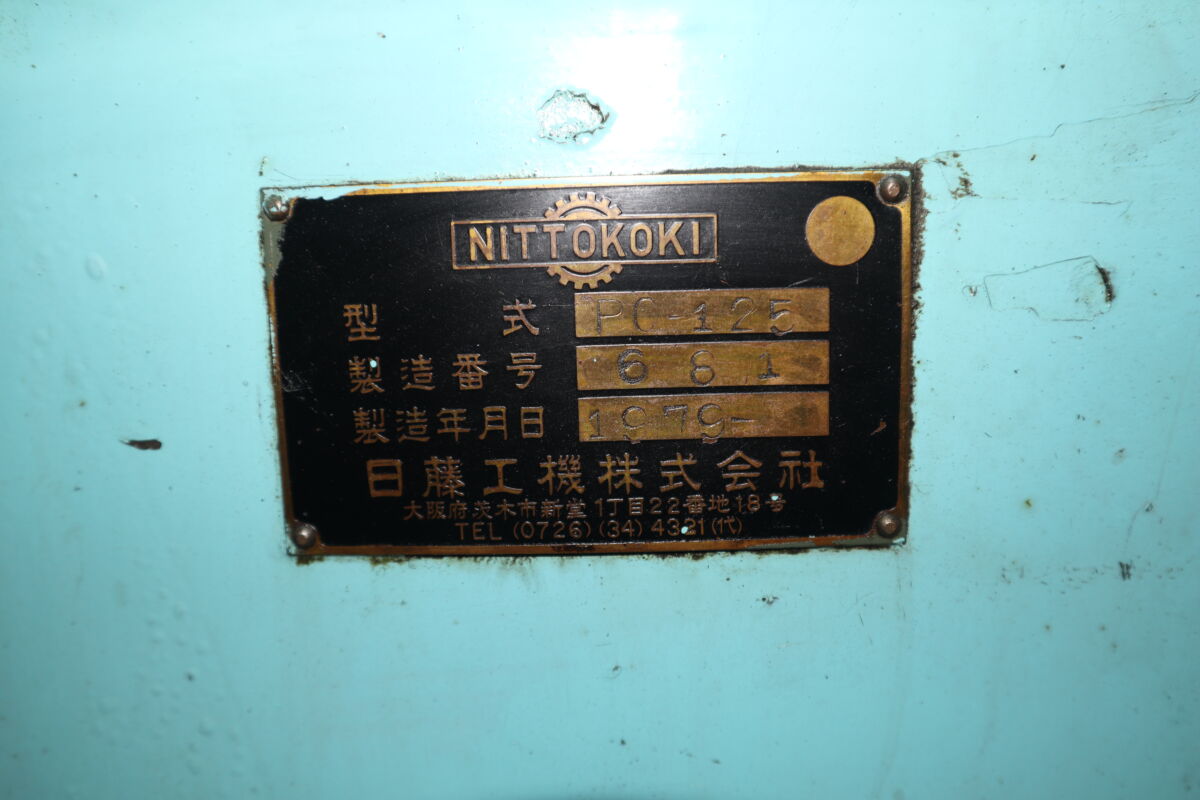 NITTOKOKI
型式 PC-125
製造番号 681
製造年月日 1979-
日藤工機株式会社
大阪府茨木市新堂1丁目22番地18号
TEL (0726) (34) 4321 (代)